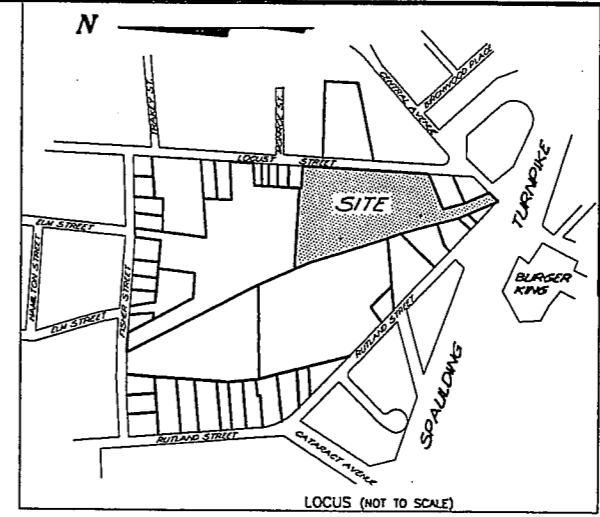 N
CENTRAL AVENUE
BIRCHWOOD PLACE
LOCUST STREET
SITE
TURNPIKE
ELM STREET
HAMILTON STREET
FISHER STREET
ELM STREET
BURGER
KING
RUTLAND STREET
SPAULDING
RUTLAND STREET
CATARACT AVENUE
LOCUS (NOT TO SCALE)